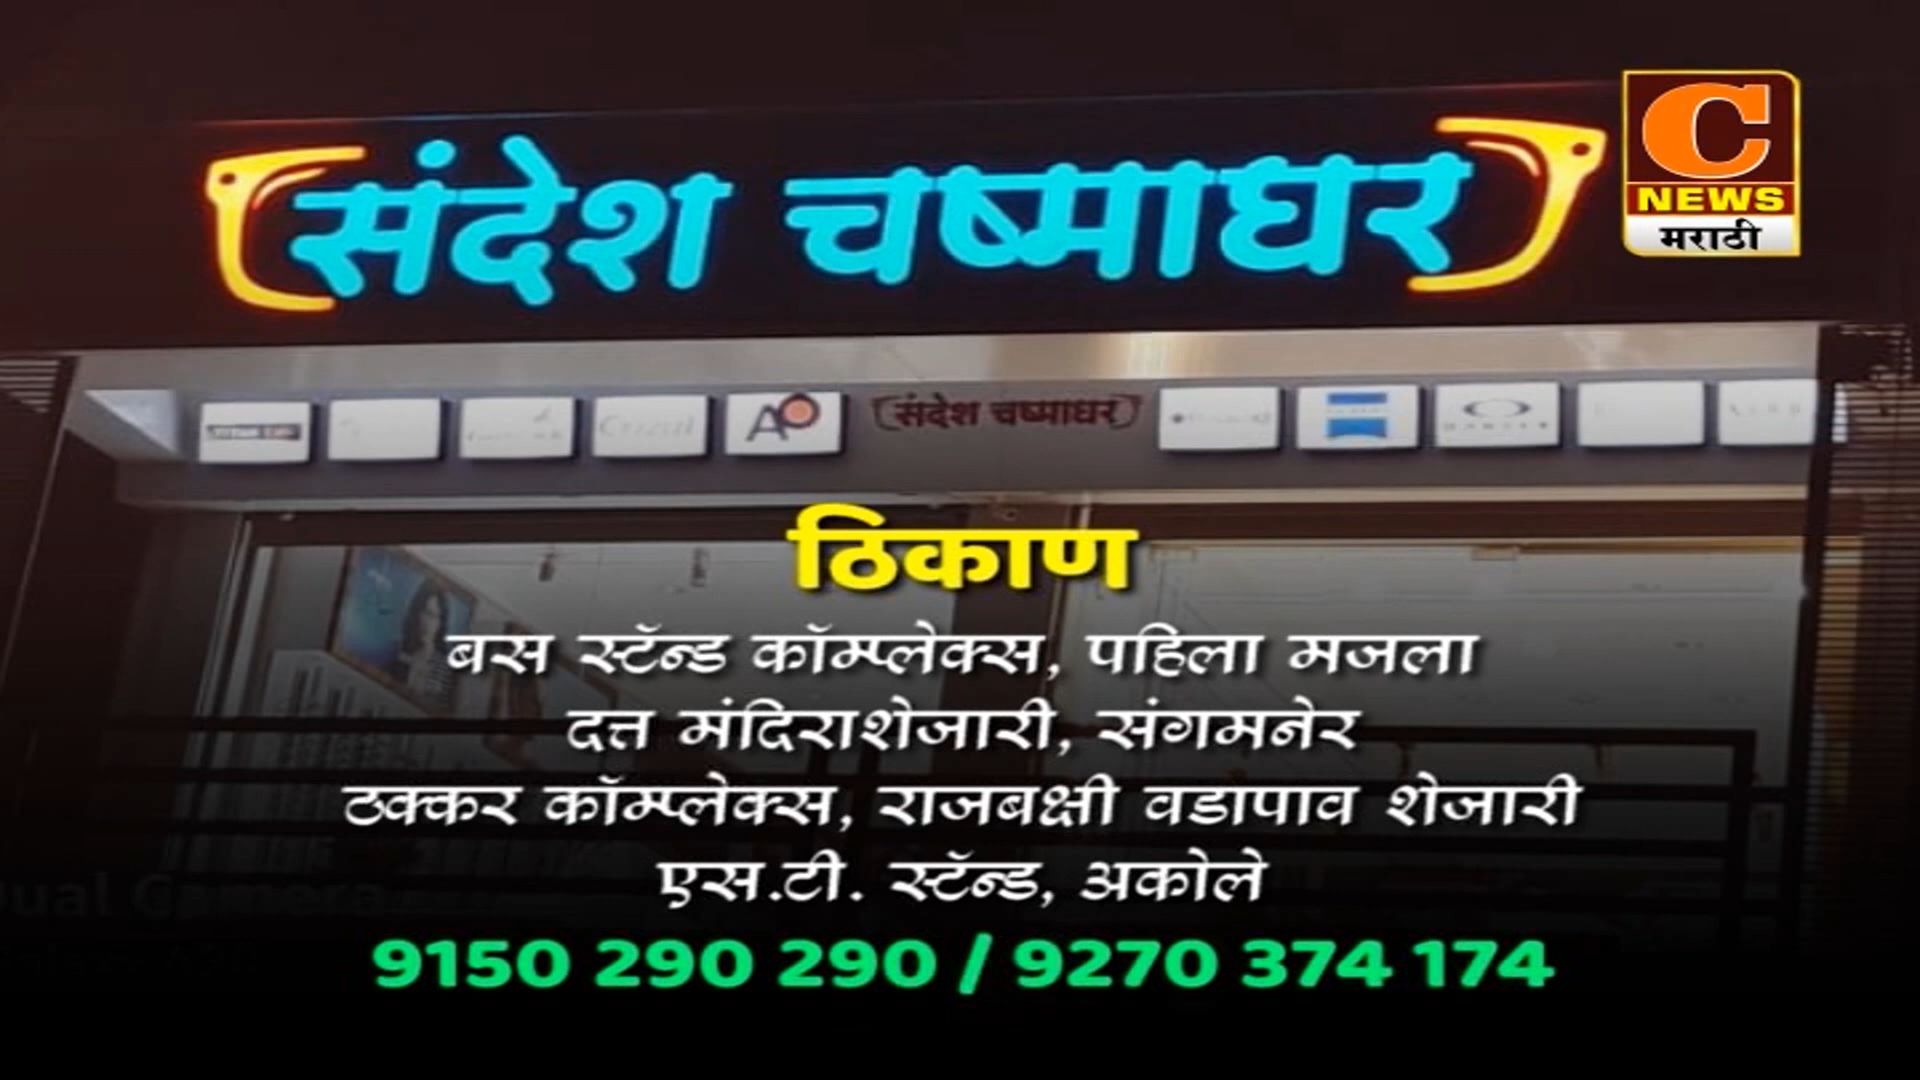 संदेश चष्माघर
C
NEWS
मराठी
संदेश चष्माघर
ठिकाण
बस स्टॅन्ड कॉम्प्लेक्स, पहिला मजला
दत्त मंदिराशेजारी, संगमनेर
ठक्कर कॉम्प्लेक्स, राजबक्षी वडापाव शेजारी
एस.टी. स्टॅन्ड, अकोले
9150 290 290 / 9270 374 174